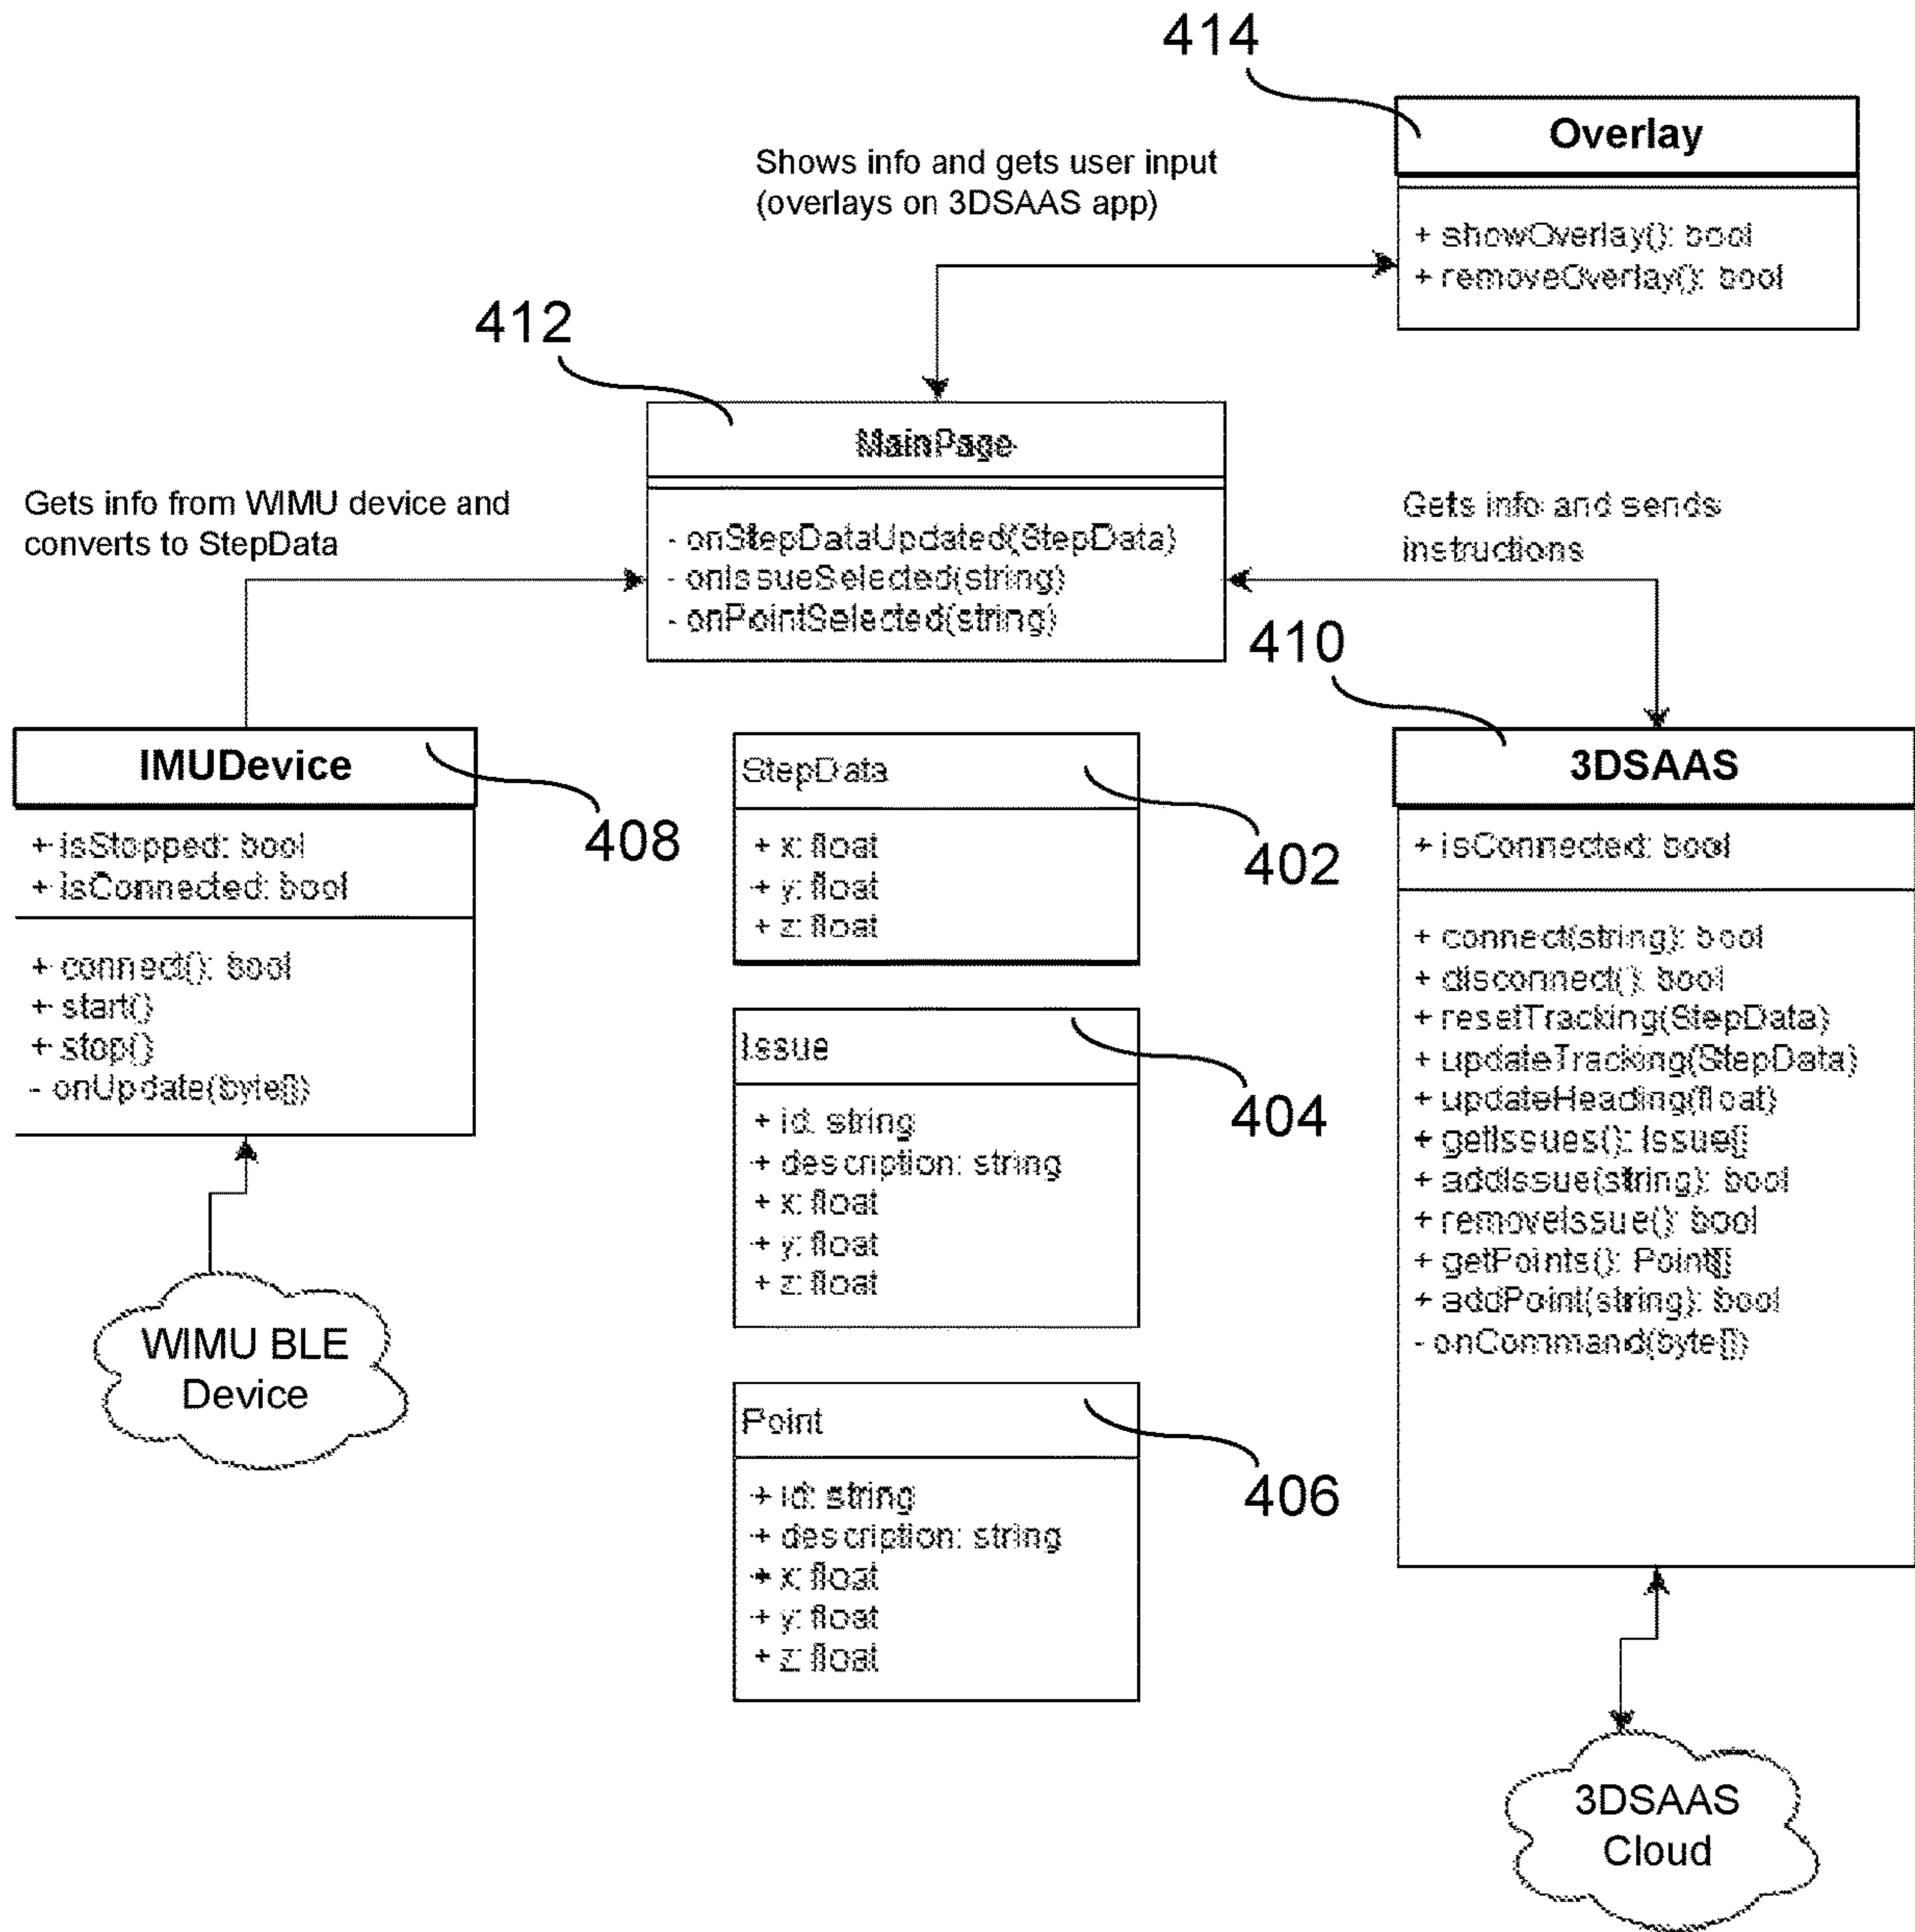 414
Overlay
+ showOverlay(): bool
+ removeOverlay(): bool
Shows info and gets user input
(overlays on 3DSAAS app)
412
MainPage
- onStepDataUpdated(StepData)
- onIssueSelected(string)
- onPointSelected(string)
Gets info from WIMU device and
converts to StepData
Gets info and sends
instructions
410
IMUDevice
+ isStopped: bool
+ isConnected: bool
+ connect(): bool
+ start()
+ stop()
- onUpdate(byte[])
408
WIMU BLE
Device
StepData
+ x: float
+ y: float
+ z: float
402
Issue
+ id: string
+ description: string
+ x: float
+ y: float
+ z: float
404
Point
+ id: string
+ description: string
+ x: float
+ y: float
+ z: float
406
3DSAAS
+ isConnected: bool
+ connect(string): bool
+ disconnect(): bool
+ resetTracking(StepData)
+ updateTracking(StepData)
+ updateHeading(float)
+ getIssues(): Issue[]
+ addIssue(string): bool
+ removeIssue(): bool
+ getPoints(): Point[]
+ addPoint(string): bool
- onCommand(byte[])
3DSAAS
Cloud